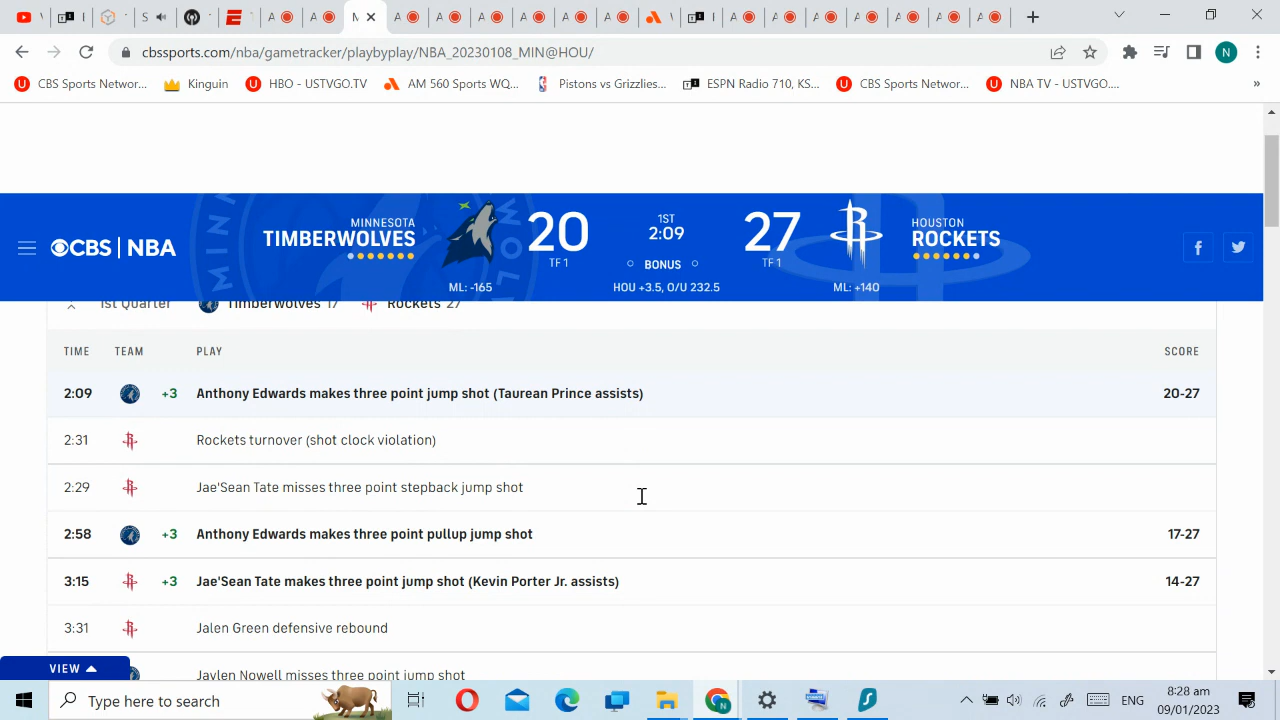 cbssports.com/nba/gametracker/playbyplay/NBA_20230108_MIN@HOU/
N
CBS Sports Networ...
Kinguin
HBO - USTVGO.TV
AM 560 Sports WQ...
Pistons vs Grizzlies...
ESPN Radio 710, KS...
CBS Sports Networ...
NBA TV - USTVGO....
»
CBS | NBA
MINNESOTA
TIMBERWOLVES
20
TF 1
1ST
2:09
BONUS
27
TF 1
HOUSTON
ROCKETS
ML: -165
HOU +3.5, O/U 232.5
ML: +140
1st Quarter Timberwolves 17 Rockets 27
TIME TEAM PLAY SCORE
2:09 +3 Anthony Edwards makes three point jump shot (Taurean Prince assists) 20-27
2:31 Rockets turnover (shot clock violation)
2:29 Jae'Sean Tate misses three point stepback jump shot
2:58 +3 Anthony Edwards makes three point pullup jump shot 17-27
3:15 +3 Jae'Sean Tate makes three point jump shot (Kevin Porter Jr. assists) 14-27
3:31 Jalen Green defensive rebound
Jaylen Nowell misses three point jump shot
VIEW
Type here to search
ENG
8:28 am
09/01/2023